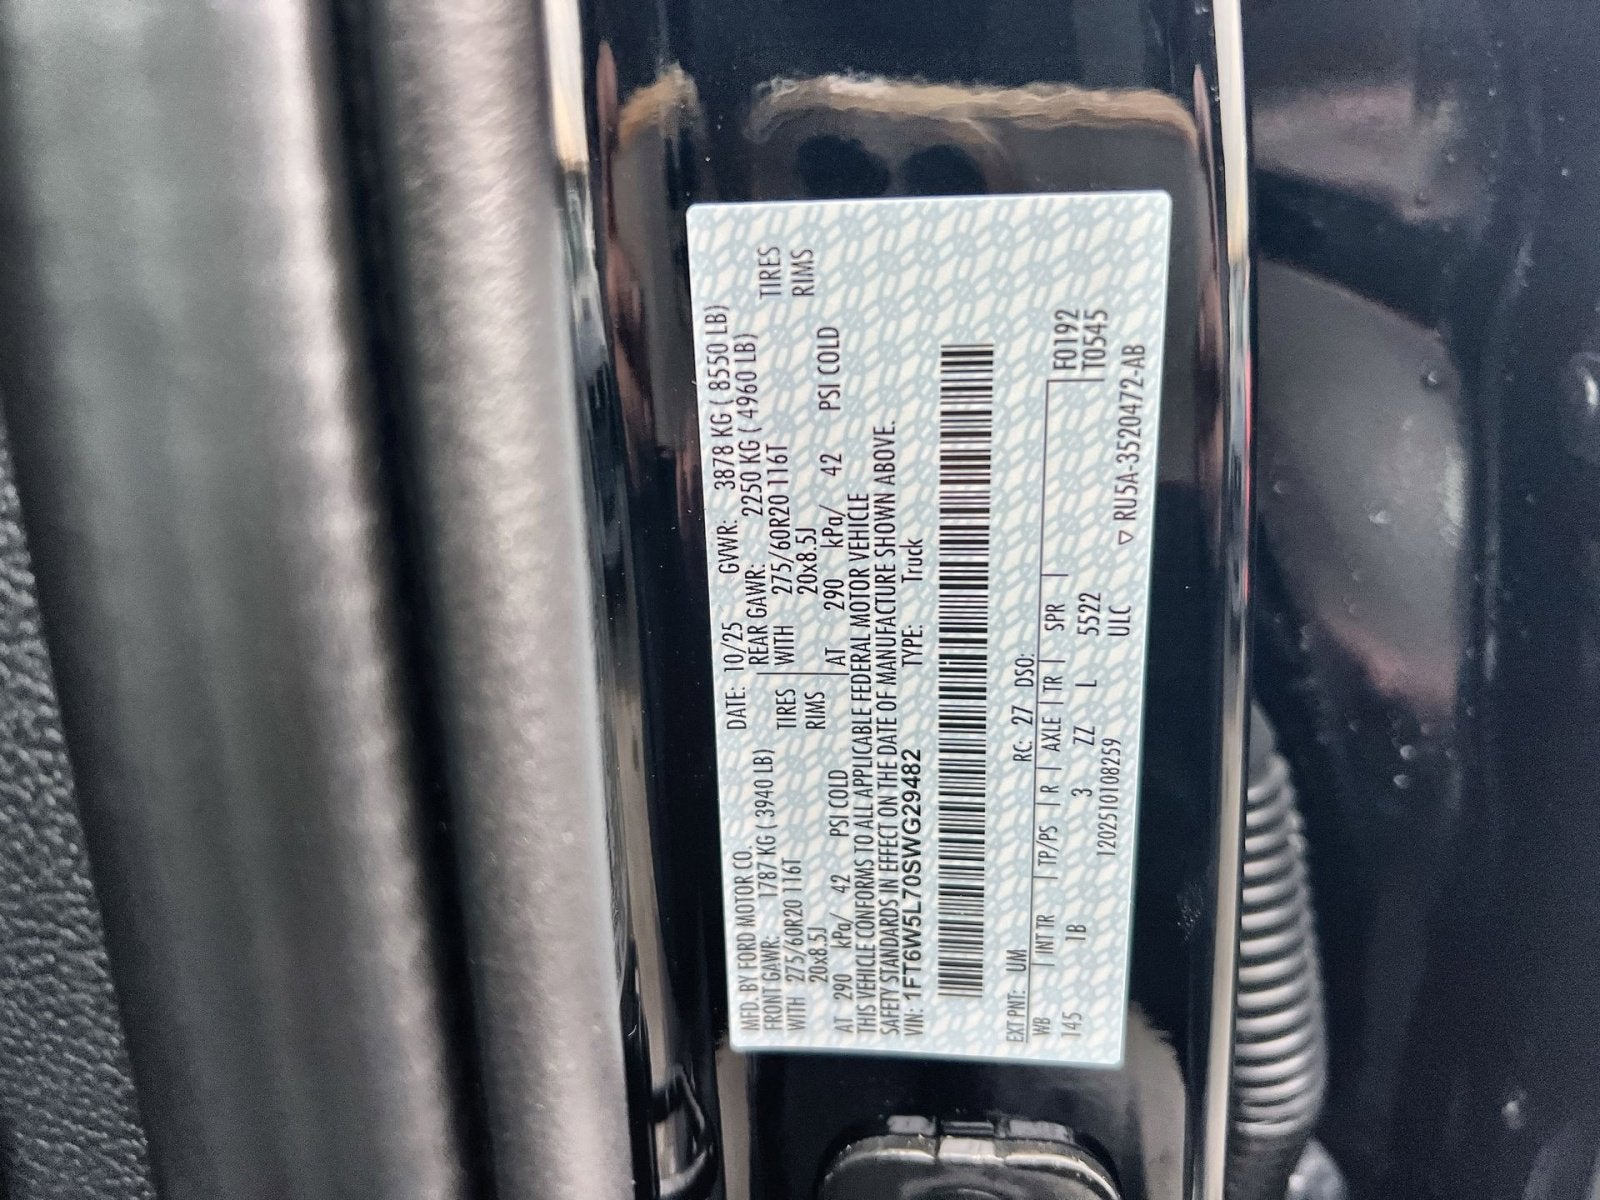 MFD. BY FORD MOTOR CO.
DATE: 10/25 GVWR: 3878 KG ( 8550 LB)
FRONT GAWR: 1787 KG ( 3940 LB) REAR GAWR: 2250 KG ( 4960 LB)
WITH 275/60R20 116T TIRES WITH 275/60R20 116T TIRES
20x8.5J RIMS 20x8.5J RIMS
AT 290 kPa/ 42 PSI COLD AT 290 kPa/ 42 PSI COLD
THIS VEHICLE CONFORMS TO ALL APPLICABLE FEDERAL MOTOR VEHICLE
SAFETY STANDARDS IN EFFECT ON THE DATE OF MANUFACTURE SHOWN ABOVE.
VIN: 1FT6W5L70SWG29482 TYPE: Truck
EXT PNT: UM RC: 27 DSO:
WB INT TR TP/PS R AXLE TR SPR F0192
145 1B 3 ZZ L 5522 T0545
1202510108259 ULC
▽ RU5A-3520472-AB